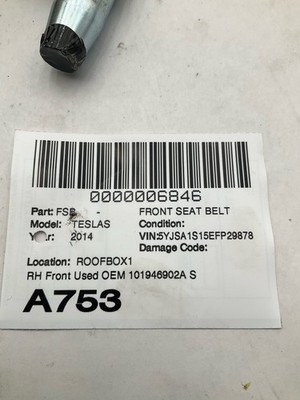 0000006846
Part: FSB - FRONT SEAT BELT
Model: TESLAS Condition:
Year: 2014 VIN:5YJSA1S15EFP29878
Damage Code:
Location: ROOFBOX1
RH Front Used OEM 101946902A S
A753